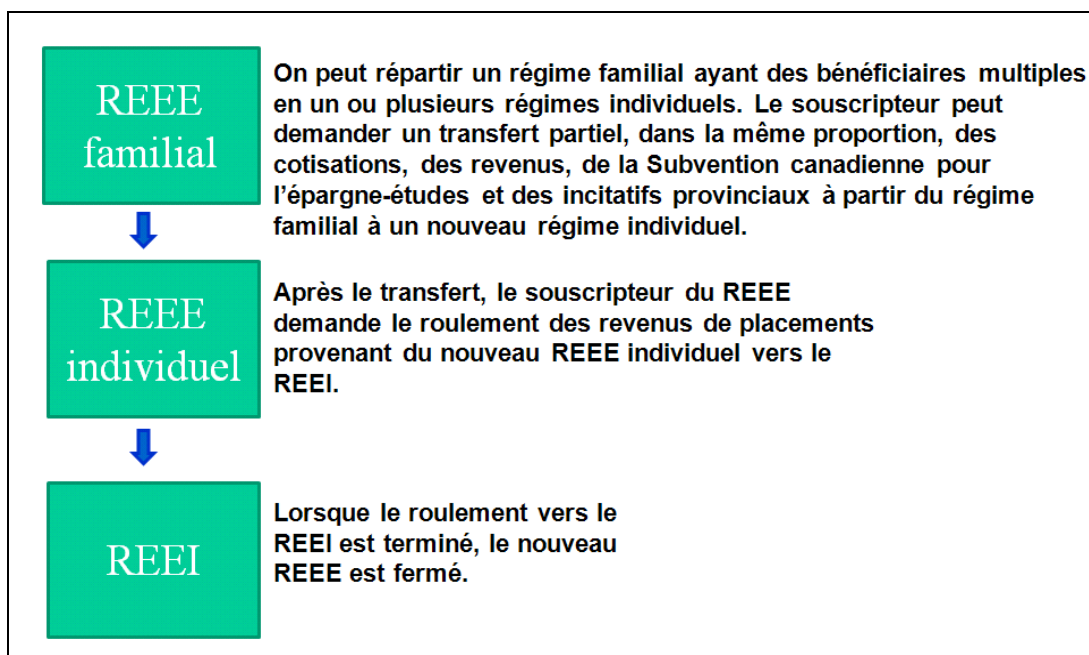 REEE
familial
On peut répartir un régime familial ayant des bénéficiaires multiples
en un ou plusieurs régimes individuels. Le souscripteur peut
demander un transfert partiel, dans la même proportion, des
cotisations, des revenus, de la Subvention canadienne pour
l’épargne-études et des incitatifs provinciaux à partir du régime
familial à un nouveau régime individuel.
REEE
individuel
Après le transfert, le souscripteur du REEE
demande le roulement des revenus de placements
provenant du nouveau REEE individuel vers le
REEI.
REEI
Lorsque le roulement vers le
REEI est terminé, le nouveau
REEE est fermé.